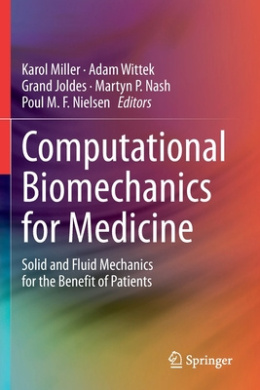 Karol Miller · Adam Wittek
Grand Joldes · Martyn P. Nash
Poul M. F. Nielsen Editors
Computational
Biomechanics
for Medicine
Solid and Fluid Mechanics
for the Benefit of Patients
Springer